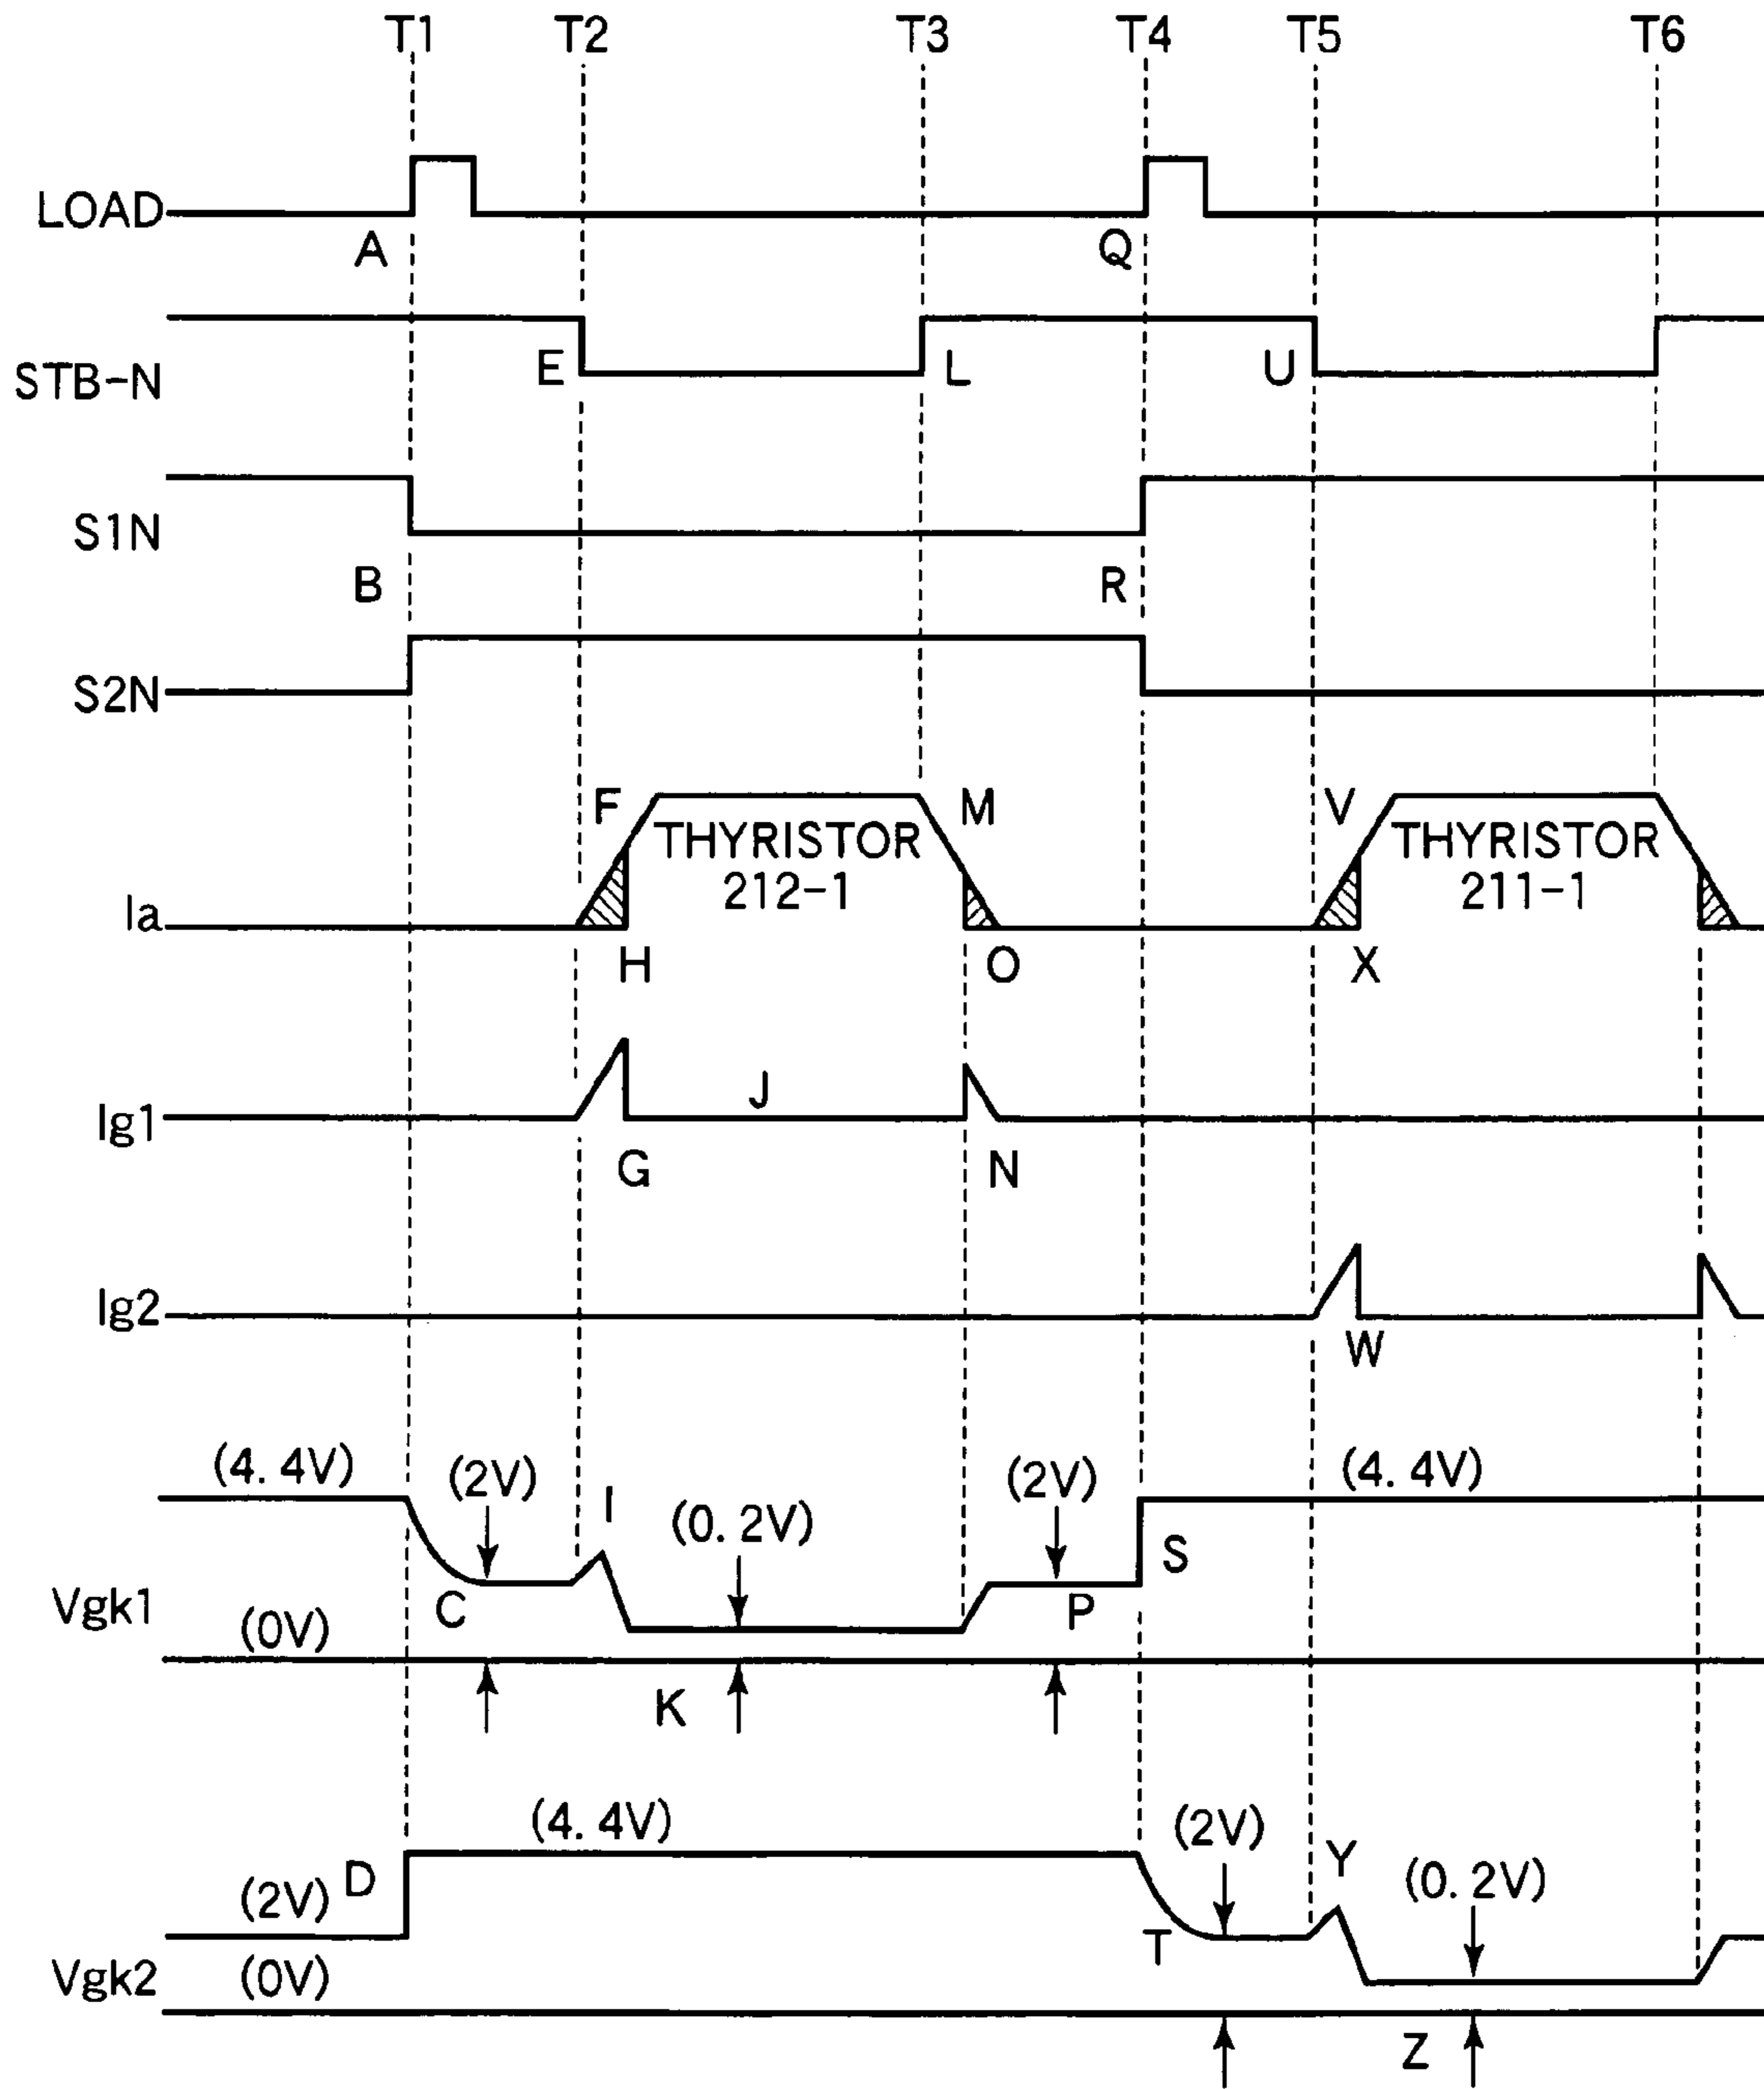 T1 T2 T3 T4 T5 T6
LOAD
A Q
STB-N
E L U
S1N
B R
S2N
F M V
THYRISTOR
212-1
THYRISTOR
211-1
Ia
H O X
J
Ig1
G N
Ig2
W
(4.4V) (2V) I (0.2V) (2V) (4.4V)
S
Vgk1
C P
(0V)
K
(4.4V) (2V) Y (0.2V)
(2V) D
T
Vgk2
(0V)
Z